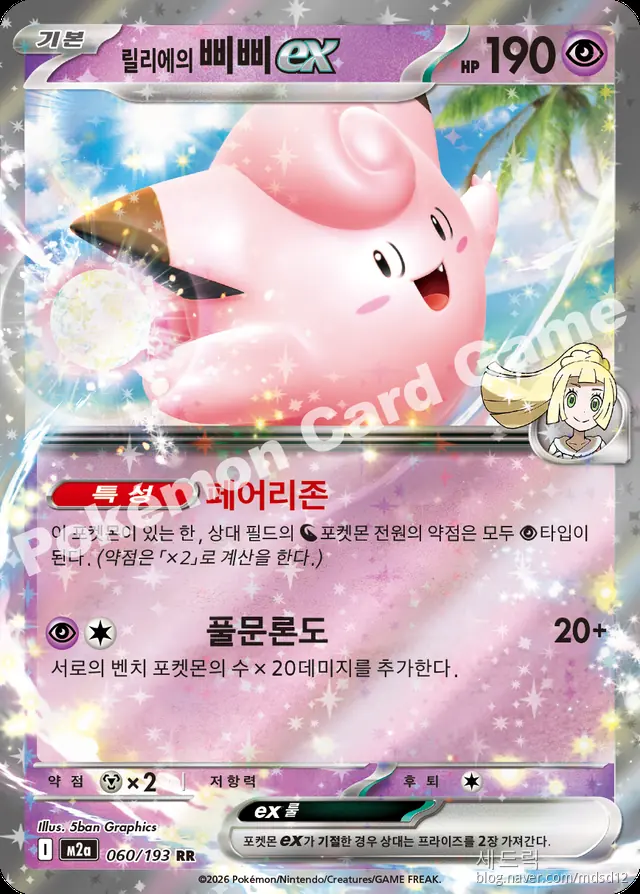 기본
릴리에의 삐삐 ex HP 190
Pokémon Card Game
특성 페어리존
이 포켓몬이 있는 한, 상대 필드의 포켓몬 전원의 약점은 모두 타입이
된다. (약점은 「×2」로 계산을 한다.)
풀문론도 20+
서로의 벤치 포켓몬의 수 × 20데미지를 추가한다.
약점 ×2 저항력 후퇴
ex 룰
포켓몬 ex가 기절한 경우 상대는 프라이즈를 2장 가져간다.
Illus. 5ban Graphics
I m2a 060/193 RR
세드릭
blog.naver.com/mdsd12
©2026 Pokémon/Nintendo/Creatures/GAME FREAK.